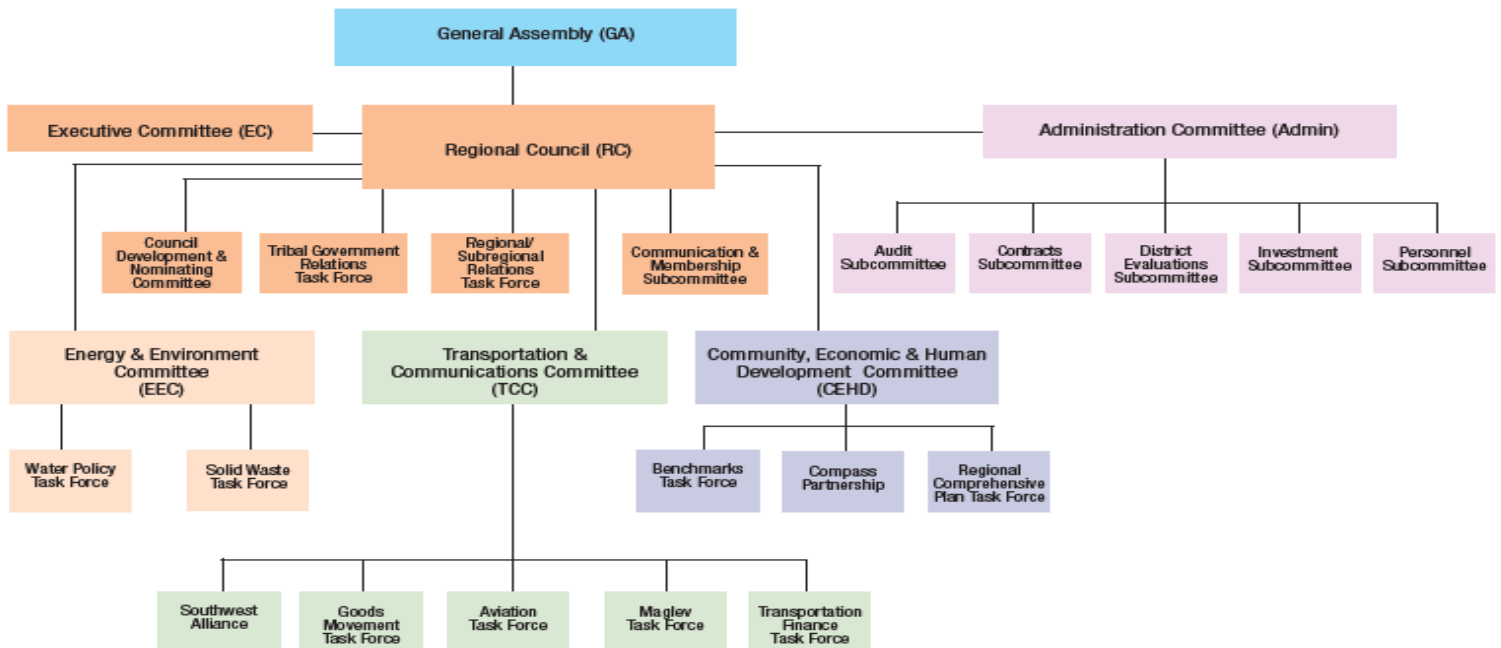 General Assembly (GA)
Executive Committee (EC)
Regional Council (RC)
Administration Committee (Admin)
Council
Development &
Nominating
Committee
Tribal Government
Relations
Task Force
Regional/
Subregional
Relations
Task Force
Communication &
Membership
Subcommittee
Audit
Subcommittee
Contracts
Subcommittee
District
Evaluations
Subcommittee
Investment
Subcommittee
Personnel
Subcommittee
Energy & Environment
Committee
(EEC)
Transportation &
Communications Committee
(TCC)
Community, Economic & Human
Development Committee
(CEHD)
Water Policy
Task Force
Solid Waste
Task Force
Benchmarks
Task Force
Compass
Partnership
Regional
Comprehensive
Plan Task Force
Southwest
Alliance
Goods
Movement
Task Force
Aviation
Task Force
Maglev
Task Force
Transportation
Finance
Task Force